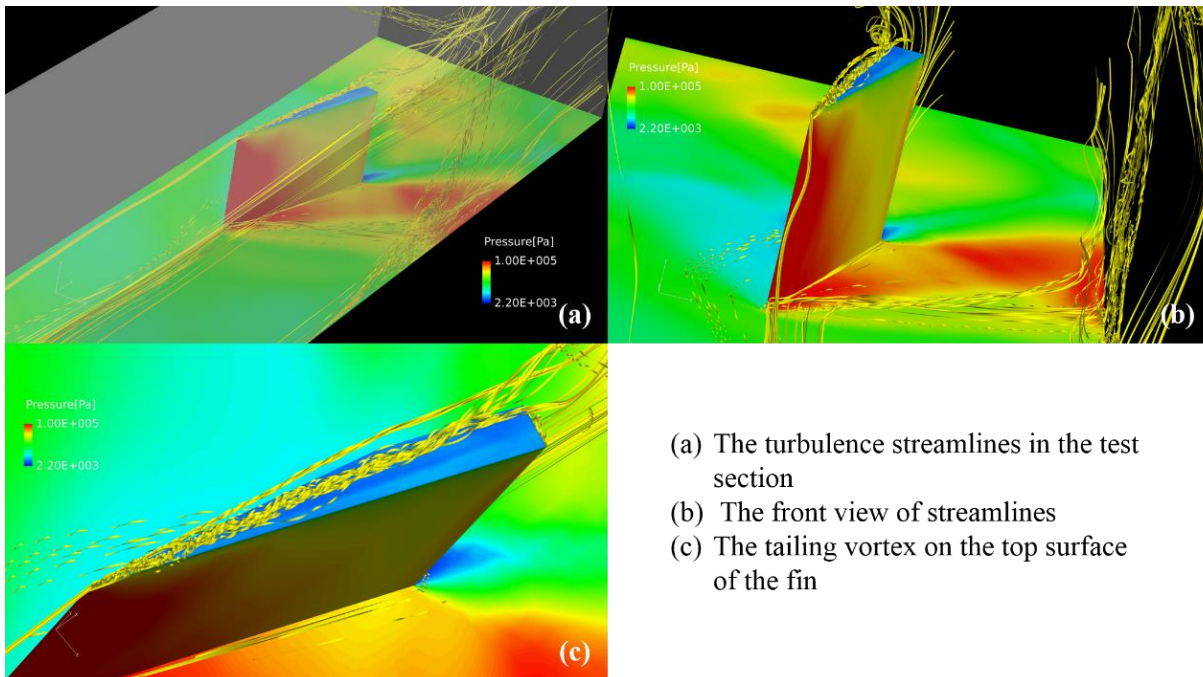 Pressure[Pa]
1.00E+005
2.20E+003
(a)
Pressure[Pa]
1.00E+005
2.20E+003
(b)
Pressure[Pa]
1.00E+005
2.20E+003
(c)
(a) The turbulence streamlines in the test
section
(b) The front view of streamlines
(c) The tailing vortex on the top surface
of the fin